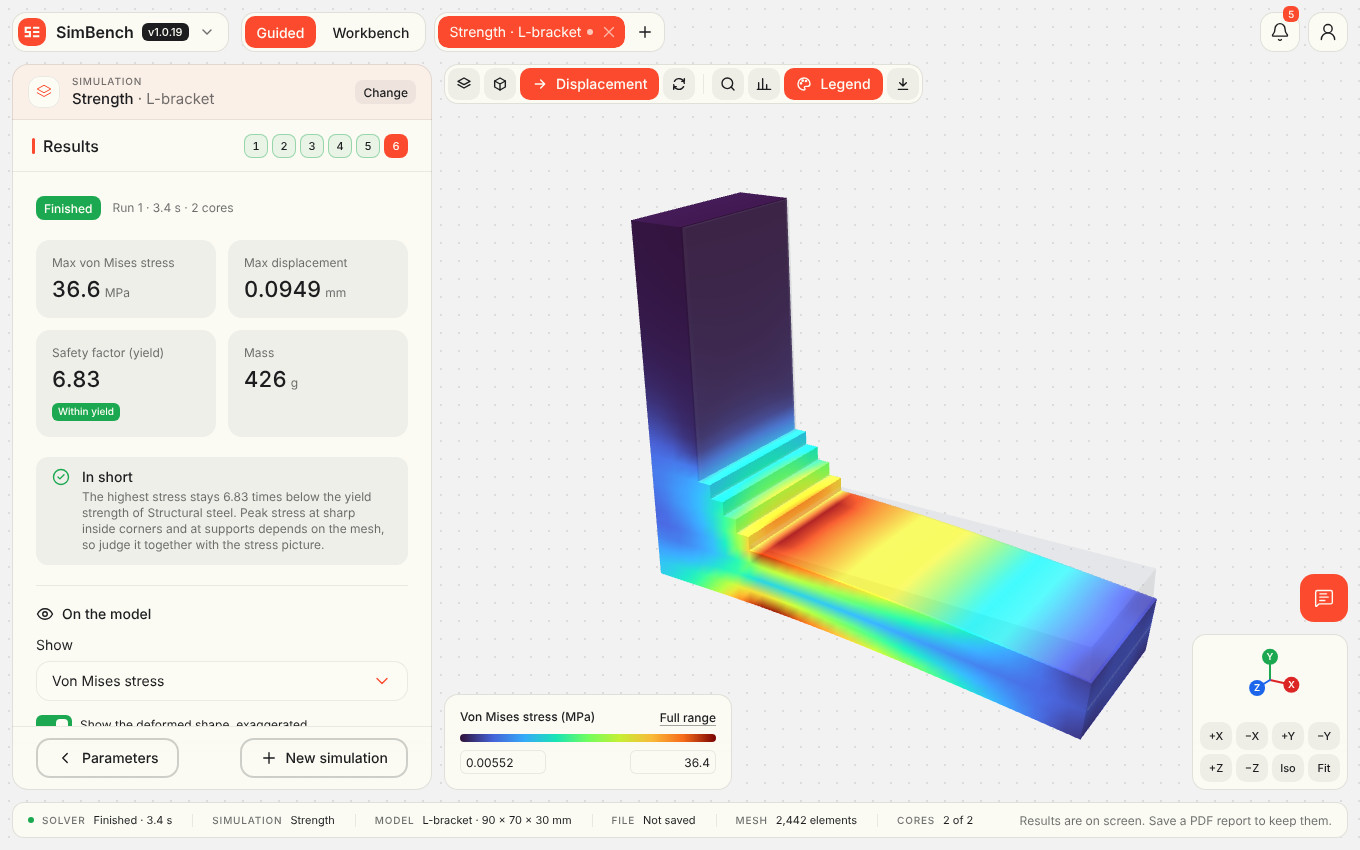 SimBench v1.0.19
Guided Workbench
Strength · L-bracket
5
SIMULATION
Strength · L-bracket
Change
Displacement
Legend
Results
1 2 3 4 5 6
Finished Run 1 · 3.4 s · 2 cores
Max von Mises stress
36.6 MPa
Max displacement
0.0949 mm
Safety factor (yield)
6.83
Within yield
Mass
426 g
In short
The highest stress stays 6.83 times below the yield
strength of Structural steel. Peak stress at sharp
inside corners and at supports depends on the mesh,
so judge it together with the stress picture.
On the model
Show
Von Mises stress
Show the deformed shape, exaggerated
Parameters
New simulation
Von Mises stress (MPa) Full range
0.00552 36.4
Y
Z X
+X −X +Y −Y
+Z −Z Iso Fit
SOLVER Finished · 3.4 s SIMULATION Strength MODEL L-bracket · 90 × 70 × 30 mm FILE Not saved MESH 2,442 elements CORES 2 of 2 Results are on screen. Save a PDF report to keep them.